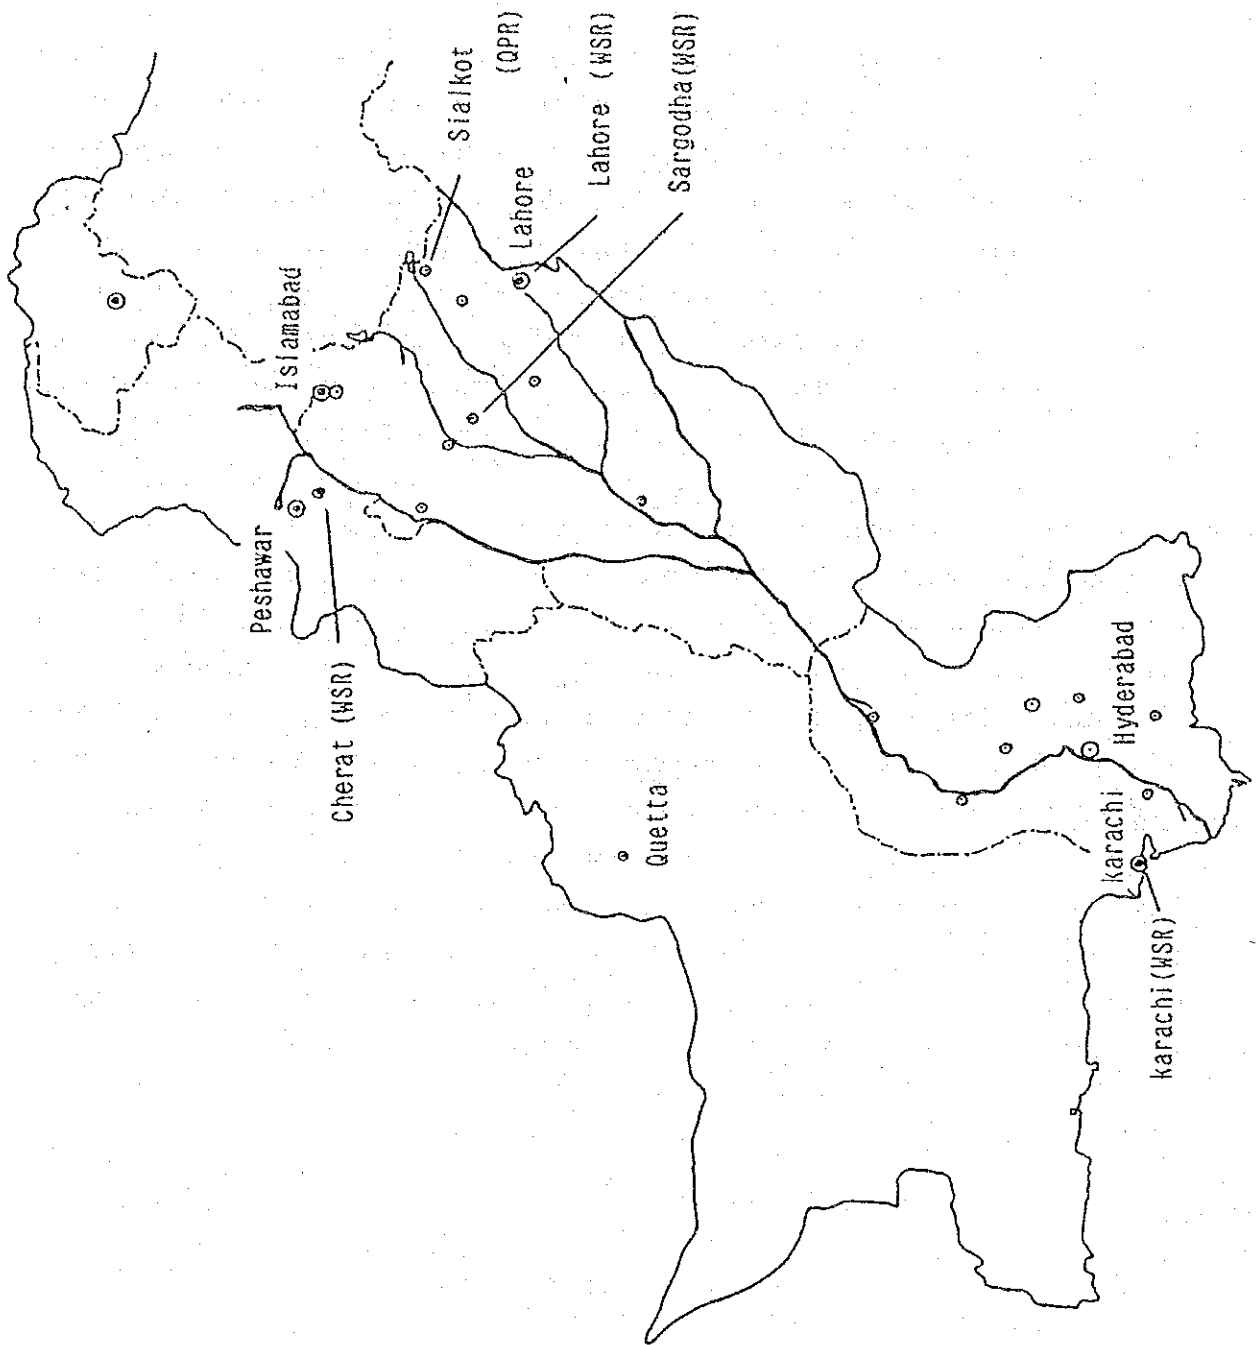 Islamabad
Peshawar
Cherat (WSR)
Sialkot
(QPR)
Lahore
Lahore (WSR)
Sargodha(WSR)
Quetta
Hyderabad
karachi
karachi(WSR)